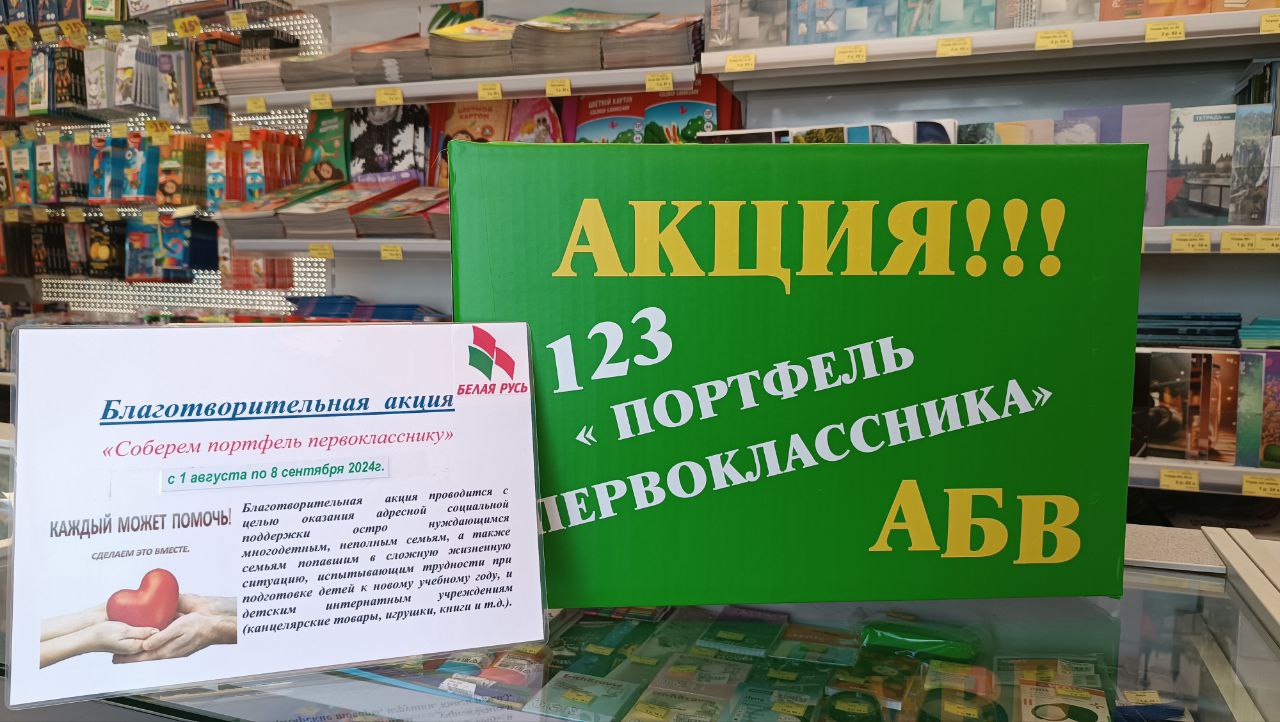 АКЦИЯ!!!
123
« ПОРТФЕЛЬ
ПЕРВОКЛАССНИКА»
АБВ
БЕЛАЯ РУСЬ
Благотворительная акция
«Соберем портфель первокласснику»
с 1 августа по 8 сентября 2024г.
КАЖДЫЙ МОЖЕТ ПОМОЧЬ!
СДЕЛАЕМ ЭТО ВМЕСТЕ.
Благотворительная акция проводится с
целью оказания адресной социальной
поддержки остро нуждающимся
многодетным, неполным семьям, а также
семьям попавшим в сложную жизненную
ситуацию, испытывающим трудности при
подготовке детей к новому учебному году, и
детским интернатным учреждениям
(канцелярские товары, игрушки, книги и т.д.).
ЦВЕТНОЙ КАРТОН
ТЕТРАДЬ